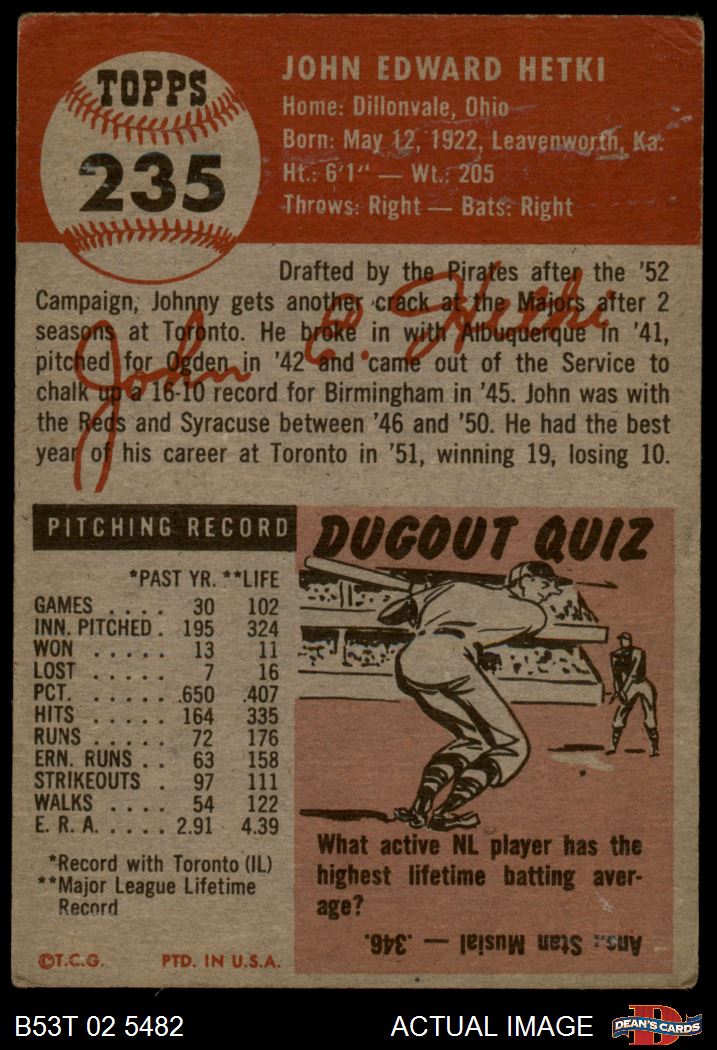 TOPPS
235
JOHN EDWARD HETKI
Home: Dillonvale, Ohio
Born: May 12, 1922, Leavenworth, Ka.
Ht.: 6'1" — Wt.: 205
Throws: Right — Bats: Right
Drafted by the Pirates after the '52
Campaign, Johnny gets another crack at the Majors after 2
seasons at Toronto. He broke in with Albuquerque in '41,
pitched for Ogden in '42 and came out of the Service to
chalk up a 16-10 record for Birmingham in '45. John was with
the Reds and Syracuse between '46 and '50. He had the best
year of his career at Toronto in '51, winning 19, losing 10.
John E. Hetki
PITCHING RECORD
*PAST YR. **LIFE
GAMES . . . . 30 102
INN. PITCHED . 195 324
WON . . . . . 13 11
LOST . . . . . 7 16
PCT. . . . . . .650 .407
HITS . . . . . 164 335
RUNS . . . . . 72 176
ERN. RUNS . . 63 158
STRIKEOUTS . 97 111
WALKS . . . . 54 122
E. R. A. . . . . . 2.91 4.39
*Record with Toronto (IL)
**Major League Lifetime
Record
©T.C.G. PTD. IN U.S.A.
DUGOUT QUIZ
What active NL player has the
highest lifetime batting aver-
age?
Ans.: Stan Musial — .346.
B53T 02 5482 ACTUAL IMAGE
D
DEAN'S CARDS